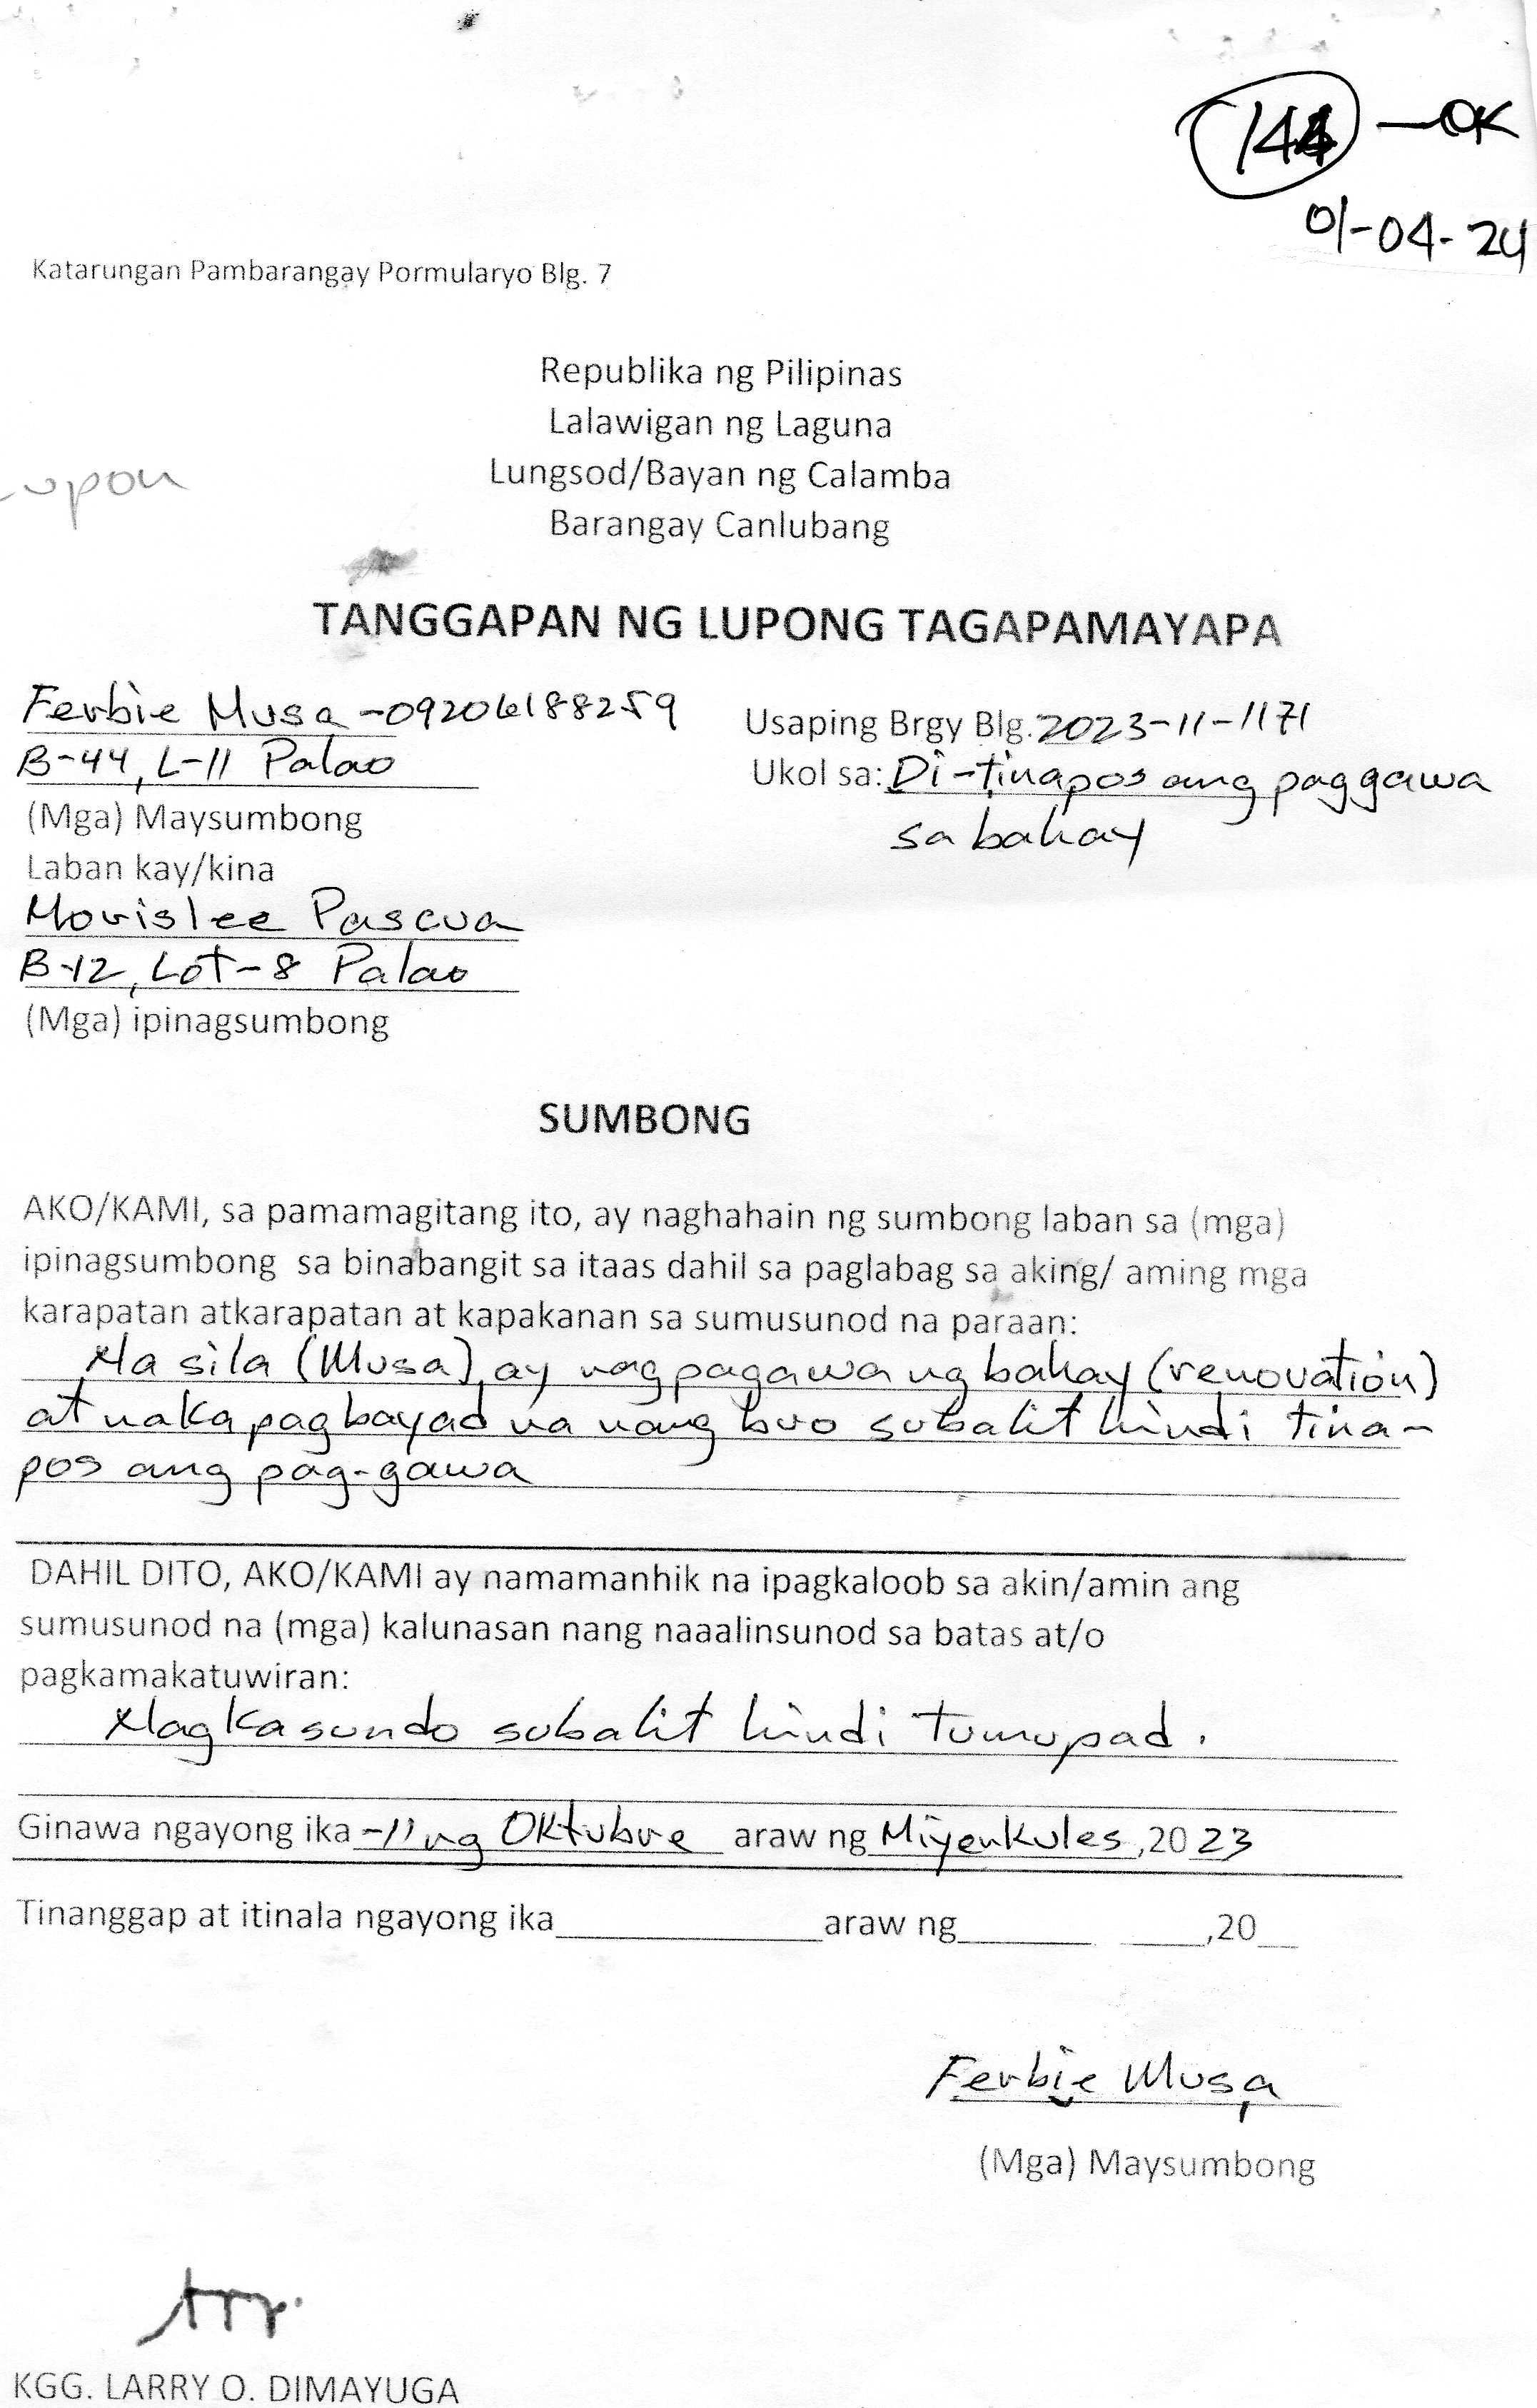 144 -OK
01-04-24
Katarungan Pambarangay Pormularyo Blg. 7
Republika ng Pilipinas
Lalawigan ng Laguna
Lungsod/Bayan ng Calamba
Barangay Canlubang
Lupon
TANGGAPAN NG LUPONG TAGAPAMAYAPA
Ferbie Musa -09206188259
B-44, L-11 Palao
(Mga) Maysumbong
Laban kay/kina
Morislee Pascua
B-12, Lot-8 Palao
(Mga) ipinagsumbong
Usaping Brgy Blg. 2023-11-1171
Ukol sa: Di-tinapos ang paggawa
sa bahay
SUMBONG
AKO/KAMI, sa pamamagitang ito, ay naghahain ng sumbong laban sa (mga)
ipinagsumbong sa binabangit sa itaas dahil sa paglabag sa aking/ aming mga
karapatan atkarapatan at kapakanan sa sumusunod na paraan:
Na sila (Musa) ay nagpagawa ng bahay (renovation)
at nakapagbayad na nang buo subalit hindi tina-
pos ang pag-gawa
DAHIL DITO, AKO/KAMI ay namamanhik na ipagkaloob sa akin/amin ang
sumusunod na (mga) kalunasan nang naaalinsunod sa batas at/o
pagkamakatuwiran:
Nagkasundo subalit hindi tumupad.
Ginawa ngayong ika -11 ng Oktubre araw ng Miyerkules ,20 23
Tinanggap at itinala ngayong ika______________araw ng_______ ____,20__
Ferbie Musa
(Mga) Maysumbong
KGG. LARRY O. DIMAYUGA